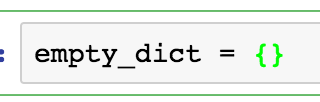 : empty_dict = {}